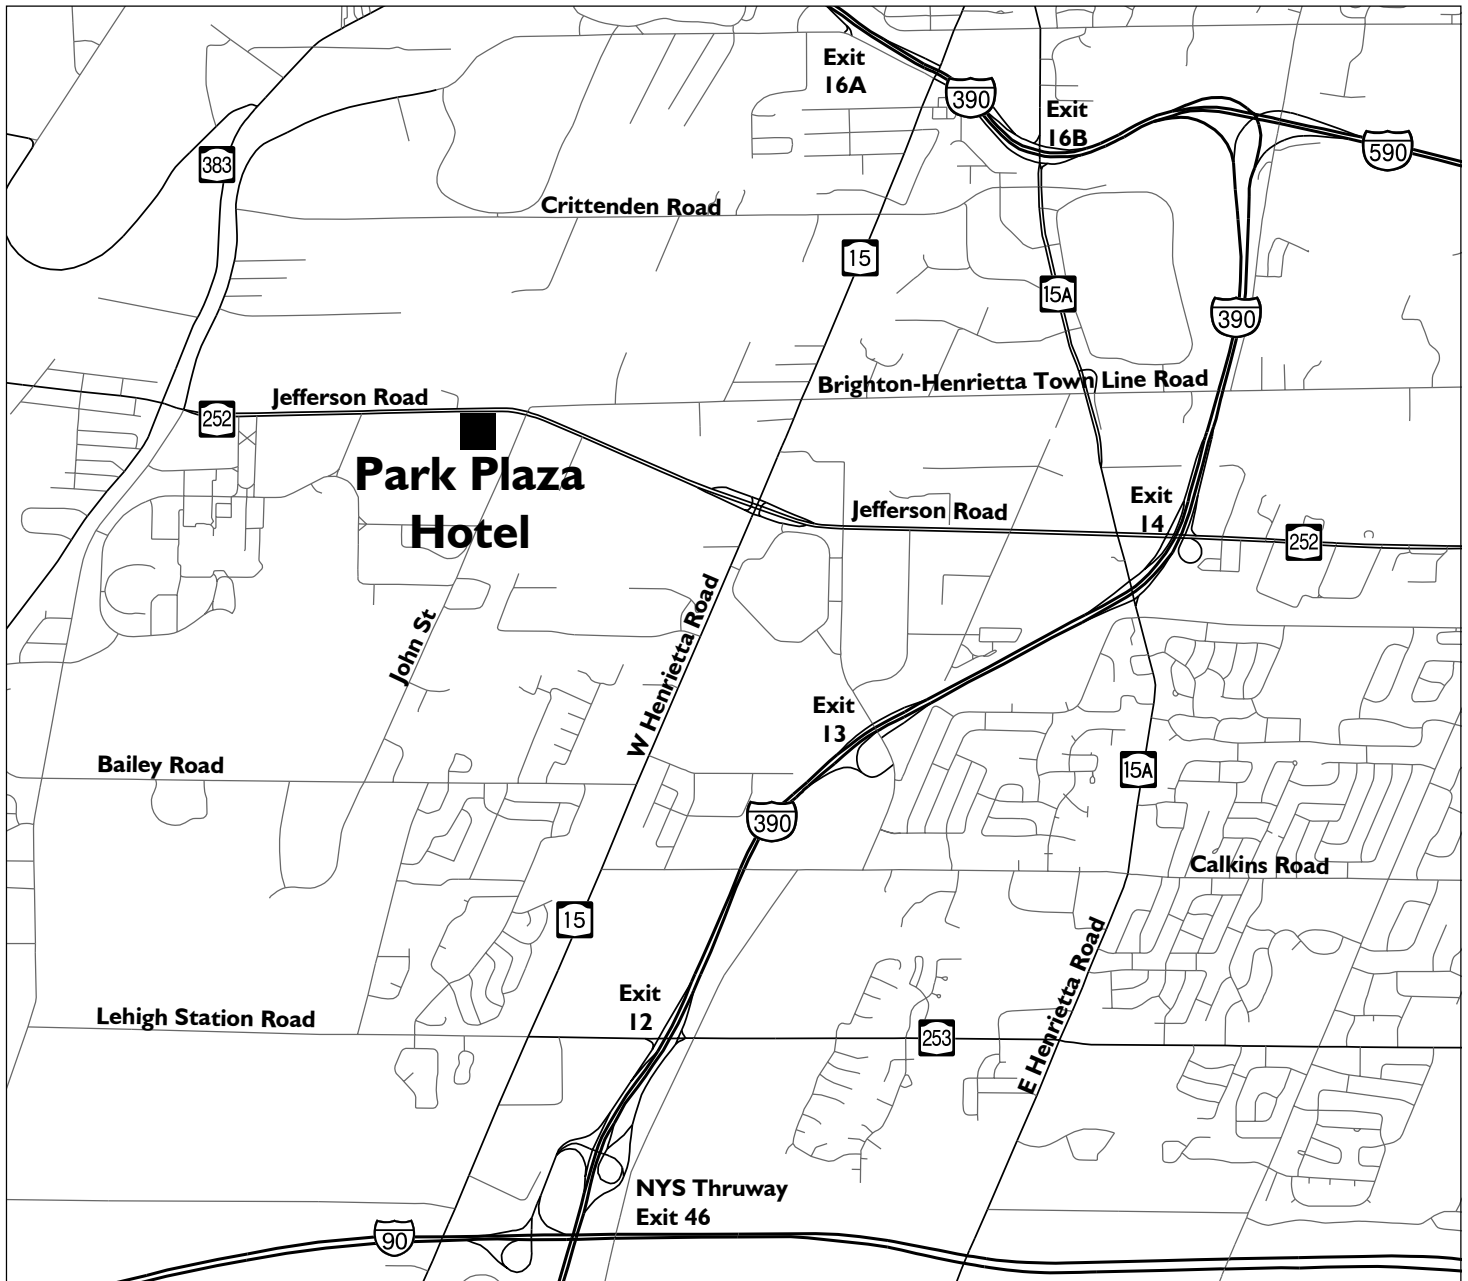 Exit
16A
390
Exit
16B
590
383
Crittenden Road
15
15A
390
Brighton-Henrietta Town Line Road
Jefferson Road
252
Park Plaza
Hotel
Exit
14
Jefferson Road
252
John St
W Henrietta Road
Exit
13
Bailey Road
15A
390
Calkins Road
15
E Henrietta Road
Exit
12
Lehigh Station Road
253
NYS Thruway
Exit 46
90